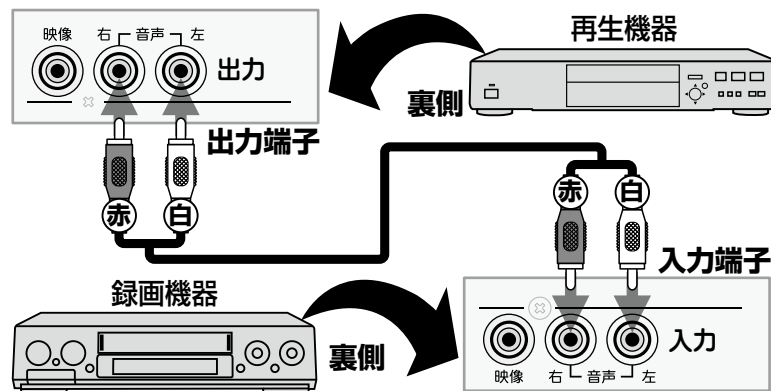 再生機器
映像 右 音声 左
出力
裏側
出力端子
赤 白
赤 白
入力端子
録画機器
裏側
入力
映像 右 音声 左